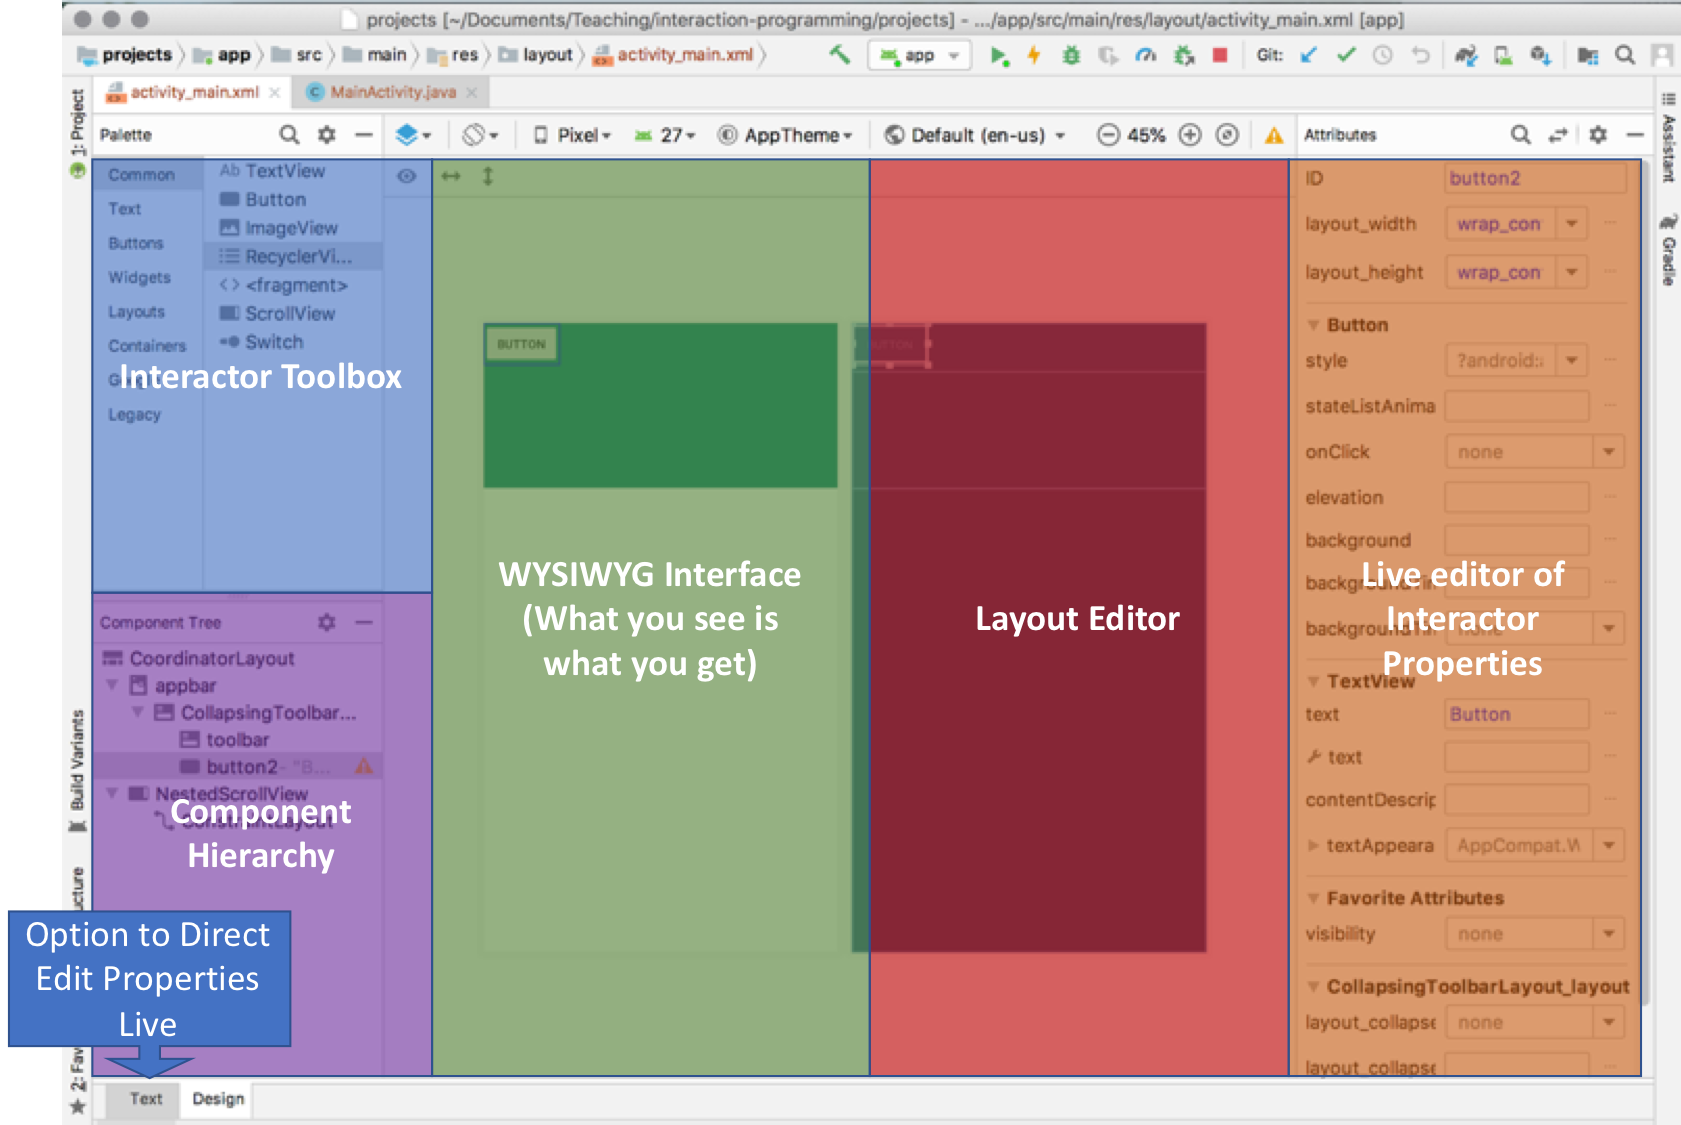 projects [~/Documents/Teaching/interaction-programming/projects] - .../app/src/main/res/layout/activity_main.xml [app]
projects app src main res layout activity_main.xml app Git:
activity_main.xml MainActivity.java
1: Project
Palette
Pixel 27 AppTheme Default (en-us) 45%
Attributes
Assistant
Gradle
Common
Text
Buttons
Widgets
Layouts
Containers
Legacy
Ab TextView
Button
ImageView
RecyclerVi...
<fragment>
ScrollView
Switch
Interactor Toolbox
Component Tree
CoordinatorLayout
appbar
CollapsingToolbar...
toolbar
button2 - "B...
NestedScrollView
ConstraintLayout
Component
Hierarchy
Build Variants
ucture
2: Fav
Option to Direct
Edit Properties
Live
BUTTON
WYSIWYG Interface
(What you see is
what you get)
BUTTON
Layout Editor
ID button2
layout_width wrap_con
layout_height wrap_con
Button
style ?android:
stateListAnima
onClick none
elevation
background
Live editor of
Interactor
Properties
TextView
text Button
text
contentDescrip
textAppeara AppCompat.W
Favorite Attributes
visibility none
CollapsingToolbarLayout_layout
layout_collapse none
layout_collapse
Text Design